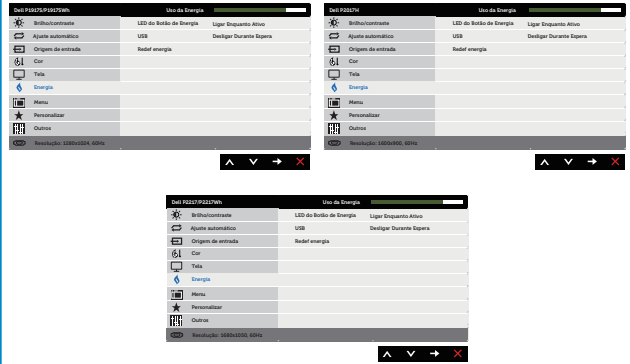 Dell P1917S/P1917SWh Uso da Energia
Brilho/contraste LED do Botão de Energia Ligar Enquanto Ativo
Ajuste automático USB Desligar Durante Espera
Origem de entrada Redef energia
Cor
Tela
Energia
Menu
Personalizar
Outros
Resolução: 1280x1024, 60Hz
Dell P2017H Uso da Energia
Brilho/contraste LED do Botão de Energia Ligar Enquanto Ativo
Ajuste automático USB Desligar Durante Espera
Origem de entrada Redef energia
Cor
Tela
Energia
Menu
Personalizar
Outros
Resolução: 1600x900, 60Hz
Dell P2217/P2217Wh Uso da Energia
Brilho/contraste LED do Botão de Energia Ligar Enquanto Ativo
Ajuste automático USB Desligar Durante Espera
Origem de entrada Redef energia
Cor
Tela
Energia
Menu
Personalizar
Outros
Resolução: 1680x1050, 60Hz